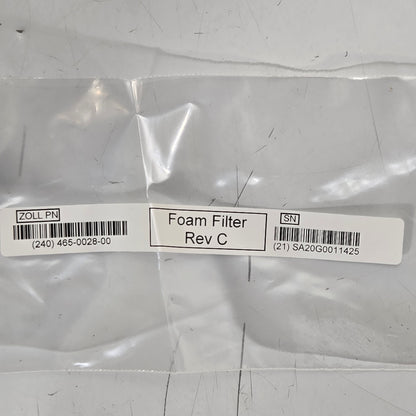 ZOLL PN
(240) 465-0028-00
Foam Filter
Rev C
SN
(21) SA20G0011425